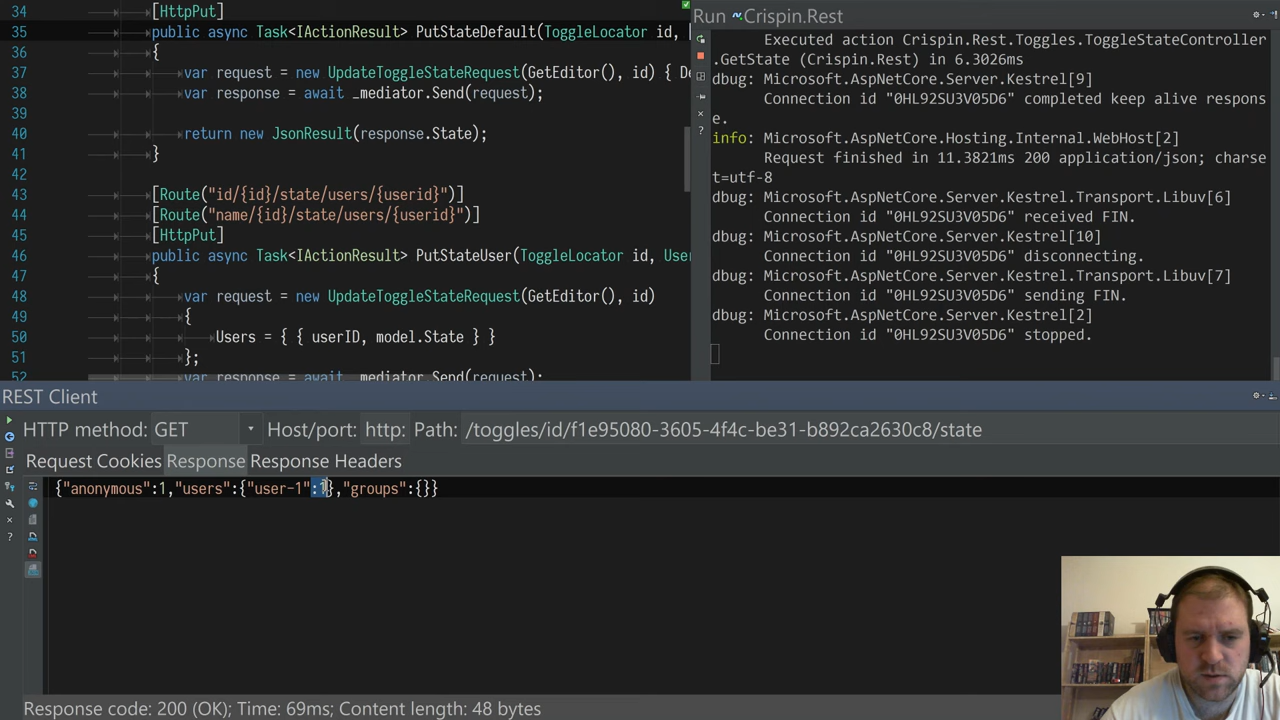 34 [HttpPut]
35 public async Task<IActionResult> PutStateDefault(ToggleLocator id,
36 {
37 var request = new UpdateToggleStateRequest(GetEditor(), id) { De
38 var response = await _mediator.Send(request);
39
40 return new JsonResult(response.State);
41 }
42
43 [Route("id/{id}/state/users/{userid}")]
44 [Route("name/{id}/state/users/{userid}")]
45 [HttpPut]
46 public async Task<IActionResult> PutStateUser(ToggleLocator id, User
47 {
48 var request = new UpdateToggleStateRequest(GetEditor(), id)
49 {
50 Users = { { userID, model.State } }
51 };
52 var response = await _mediator.Send(request);
Run Crispin.Rest
Executed action Crispin.Rest.Toggles.ToggleStateController
.GetState (Crispin.Rest) in 6.3026ms
dbug: Microsoft.AspNetCore.Server.Kestrel[9]
Connection id "0HL92SU3V05D6" completed keep alive respons
e.
info: Microsoft.AspNetCore.Hosting.Internal.WebHost[2]
Request finished in 11.3821ms 200 application/json; charse
t=utf-8
dbug: Microsoft.AspNetCore.Server.Kestrel.Transport.Libuv[6]
Connection id "0HL92SU3V05D6" received FIN.
dbug: Microsoft.AspNetCore.Server.Kestrel[10]
Connection id "0HL92SU3V05D6" disconnecting.
dbug: Microsoft.AspNetCore.Server.Kestrel.Transport.Libuv[7]
Connection id "0HL92SU3V05D6" sending FIN.
dbug: Microsoft.AspNetCore.Server.Kestrel[2]
Connection id "0HL92SU3V05D6" stopped.
REST Client
HTTP method: GET Host/port: http: Path: /toggles/id/f1e95080-3605-4f4c-be31-b892ca2630c8/state
Request Cookies Response Response Headers
{"anonymous":1,"users":{"user-1":1},"groups":{}}
Response code: 200 (OK); Time: 69ms; Content length: 48 bytes